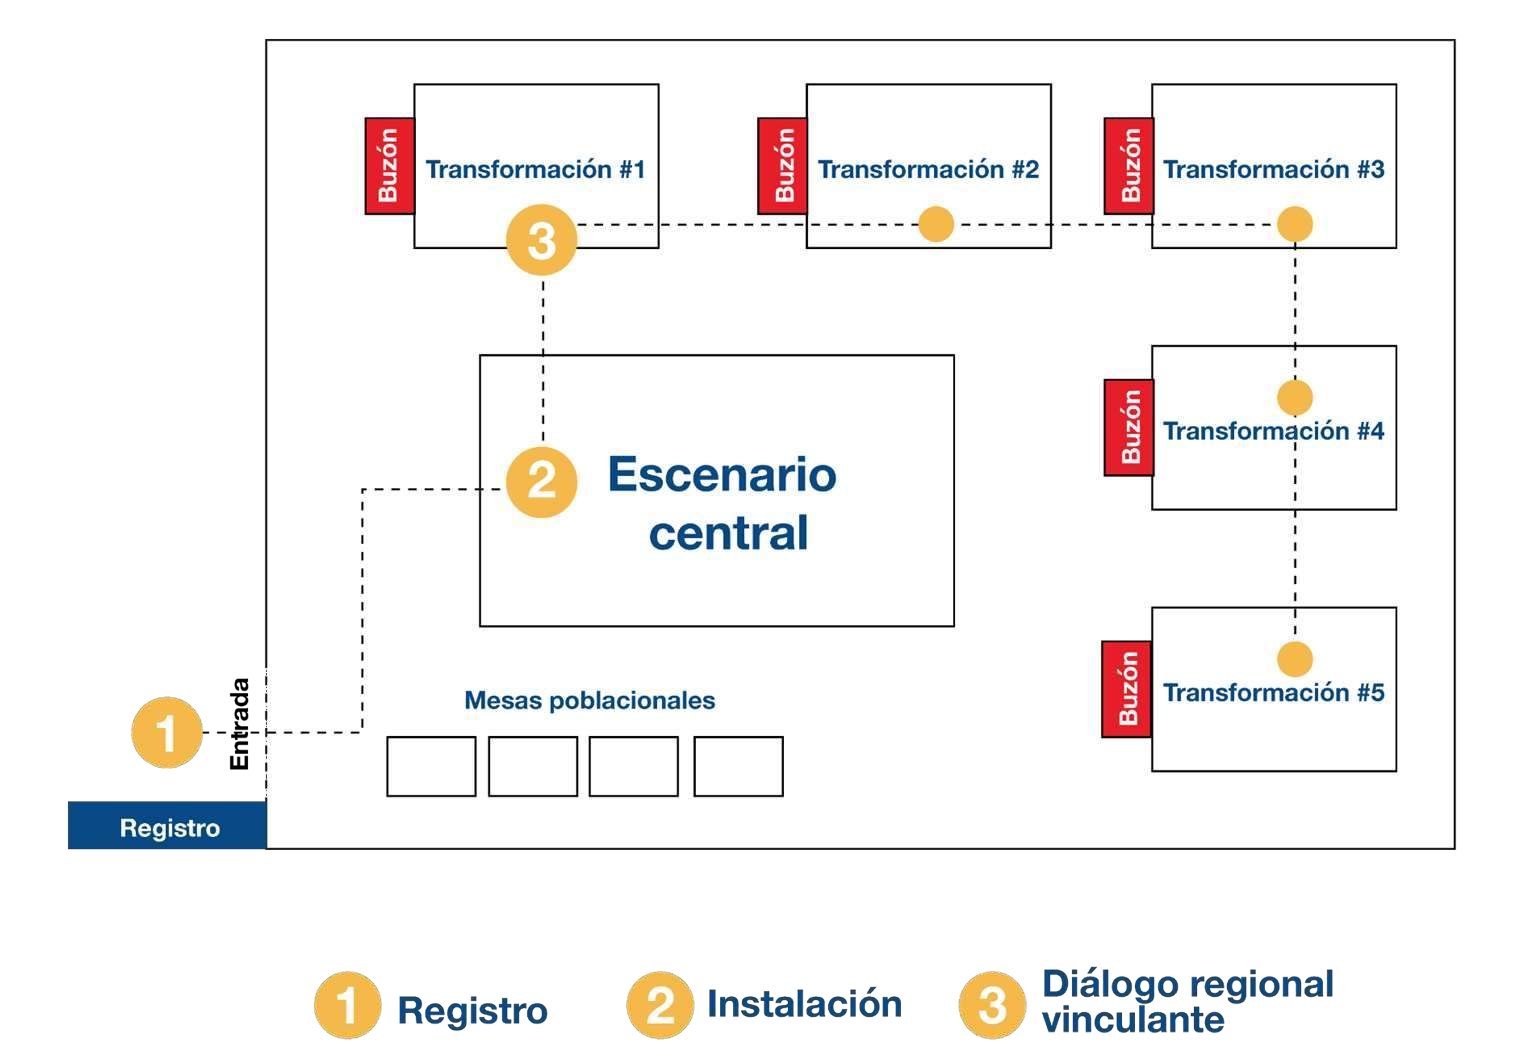 Buzón
Transformación #1
Buzón
Transformación #2
Buzón
Transformación #3
3
Buzón
Transformación #4
2
Escenario
central
Buzón
Transformación #5
Mesas poblacionales
1
Entrada
Registro
1 Registro
2 Instalación
3 Diálogo regional
vinculante